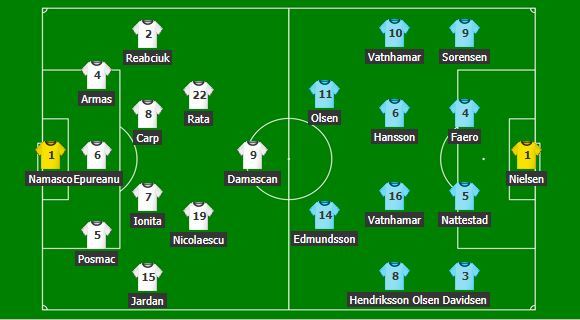 2
Reabciuk
10
Vatnhamar
9
Sorensen
4
Armas
22
Rata
11
Olsen
8
Carp
6
Hansson
4
Faero
1
Namasco
6
Epureanu
9
Damascan
1
Nielsen
7
Ionita
16
Vatnhamar
5
Nattestad
19
Nicolaescu
14
Edmundsson
5
Posmac
15
Jardan
8
Hendriksson Olsen
3
Davidsen